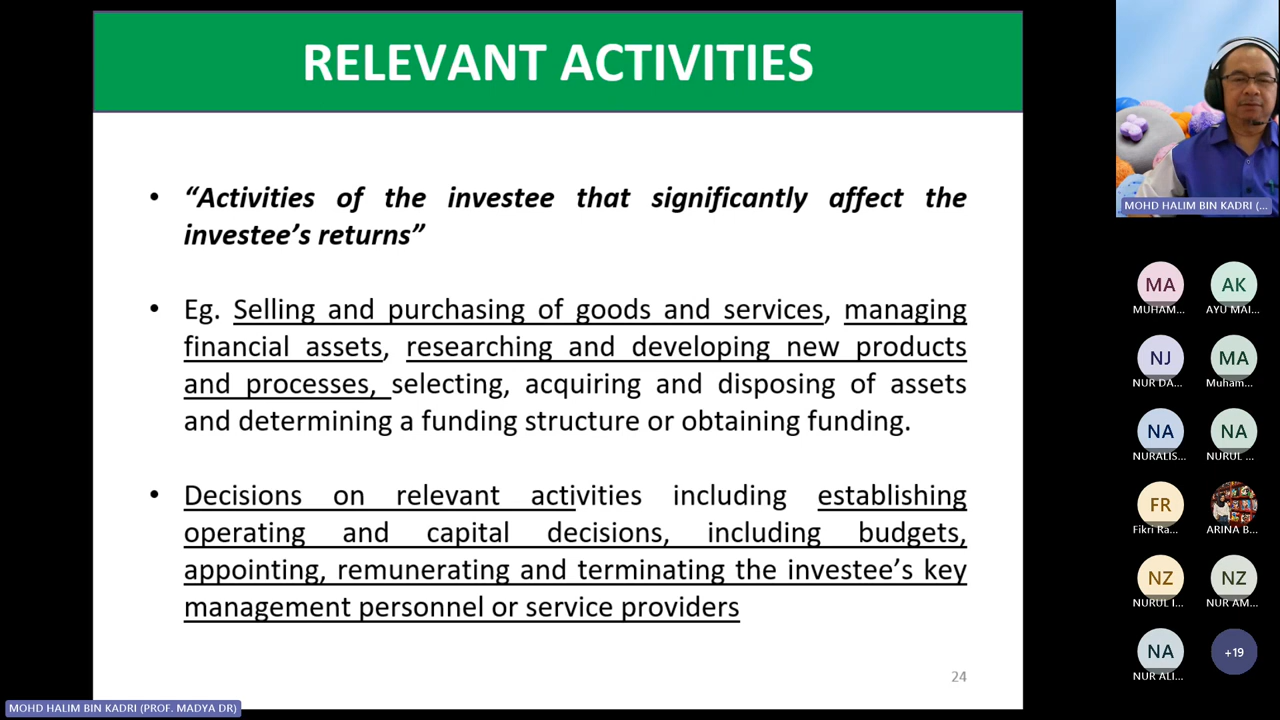 RELEVANT ACTIVITIES
• “Activities of the investee that significantly affect the
investee’s returns”
• Eg. Selling and purchasing of goods and services, managing
financial assets, researching and developing new products
and processes, selecting, acquiring and disposing of assets
and determining a funding structure or obtaining funding.
• Decisions on relevant activities including establishing
operating and capital decisions, including budgets,
appointing, remunerating and terminating the investee’s key
management personnel or service providers
24
MOHD HALIM BIN KADRI (PROF. MADYA DR)
MOHD HALIM BIN KADRI (...
MA
MUHAM...
AK
AYU MAI...
NJ
NUR DA...
MA
Muham...
NA
NURALIS...
NA
NURUL ...
FR
Fikri Ra...
ARINA B...
NZ
NURUL I...
NZ
NUR AM...
NA
NUR ALI...
+19